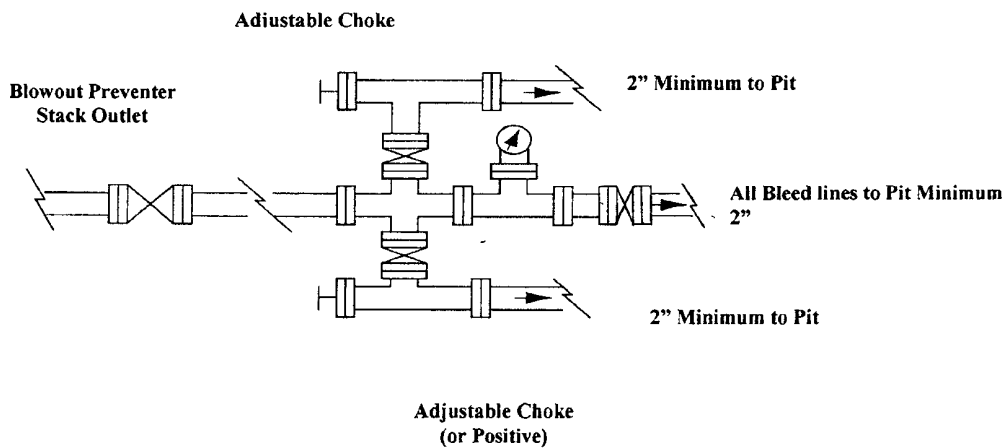 Adjustable Choke
Blowout Preventer
Stack Outlet
2” Minimum to Pit
All Bleed lines to Pit Minimum
2”
2” Minimum to Pit
Adjustable Choke
(or Positive)